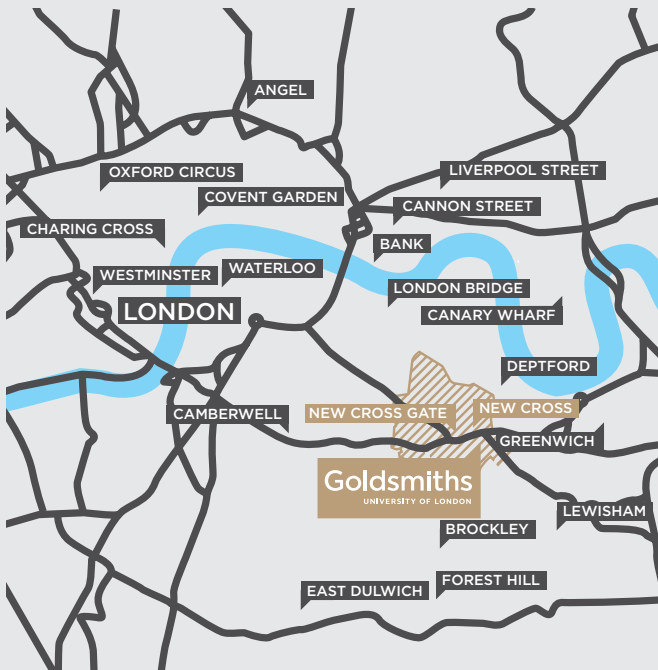 ANGEL
OXFORD CIRCUS
LIVERPOOL STREET
COVENT GARDEN
CANNON STREET
CHARING CROSS
BANK
WESTMINSTER
WATERLOO
LONDON BRIDGE
LONDON
CANARY WHARF
DEPTFORD
CAMBERWELL
NEW CROSS GATE
NEW CROSS
GREENWICH
Goldsmiths
UNIVERSITY OF LONDON
LEWISHAM
BROCKLEY
FOREST HILL
EAST DULWICH